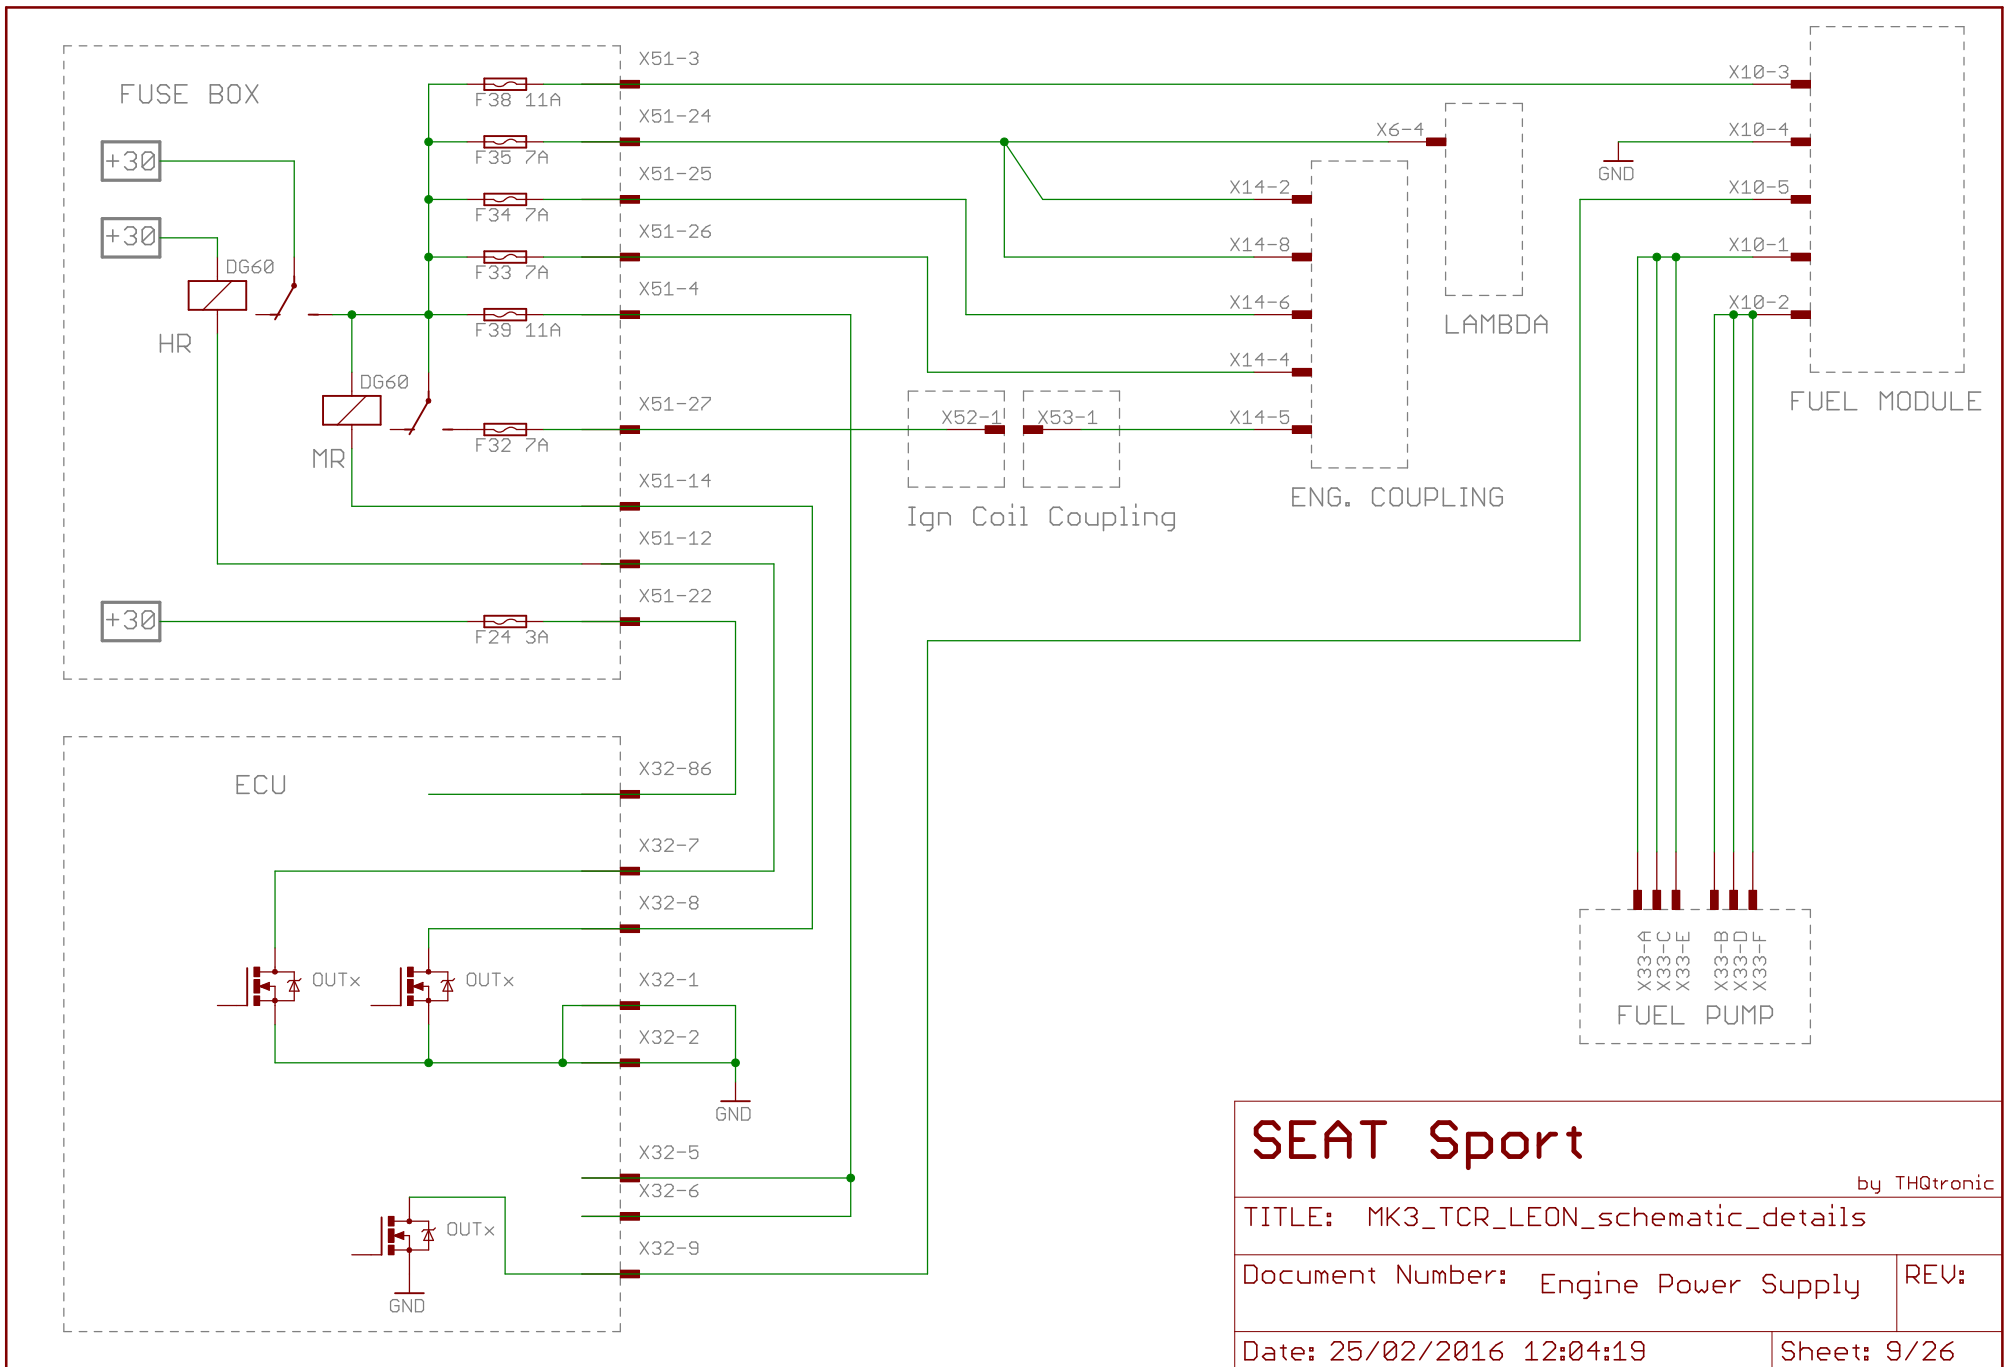 FUSE BOX
+30
+30
DG60
HR
DG60
MR
+30
F38 11A
F35 7A
F34 7A
F33 7A
F39 11A
F32 7A
F24 3A
X51-3
X51-24
X51-25
X51-26
X51-4
X51-27
X51-14
X51-12
X51-22
X52-1
X53-1
Ign Coil Coupling
X14-2
X14-8
X14-6
X14-4
X14-5
ENG. COUPLING
X6-4
LAMBDA
X10-3
X10-4
GND
X10-5
X10-1
X10-2
FUEL MODULE
ECU
X32-86
X32-7
X32-8
OUTx
OUTx
X32-1
X32-2
GND
X32-5
X32-6
OUTx
X32-9
GND
X33-A
X33-C
X33-E
X33-B
X33-D
X33-F
FUEL PUMP
SEAT Sport
by THQtronic
TITLE: MK3_TCR_LEON_schematic_details
Document Number: Engine Power Supply
REV:
Date: 25/02/2016 12:04:19
Sheet: 9/26